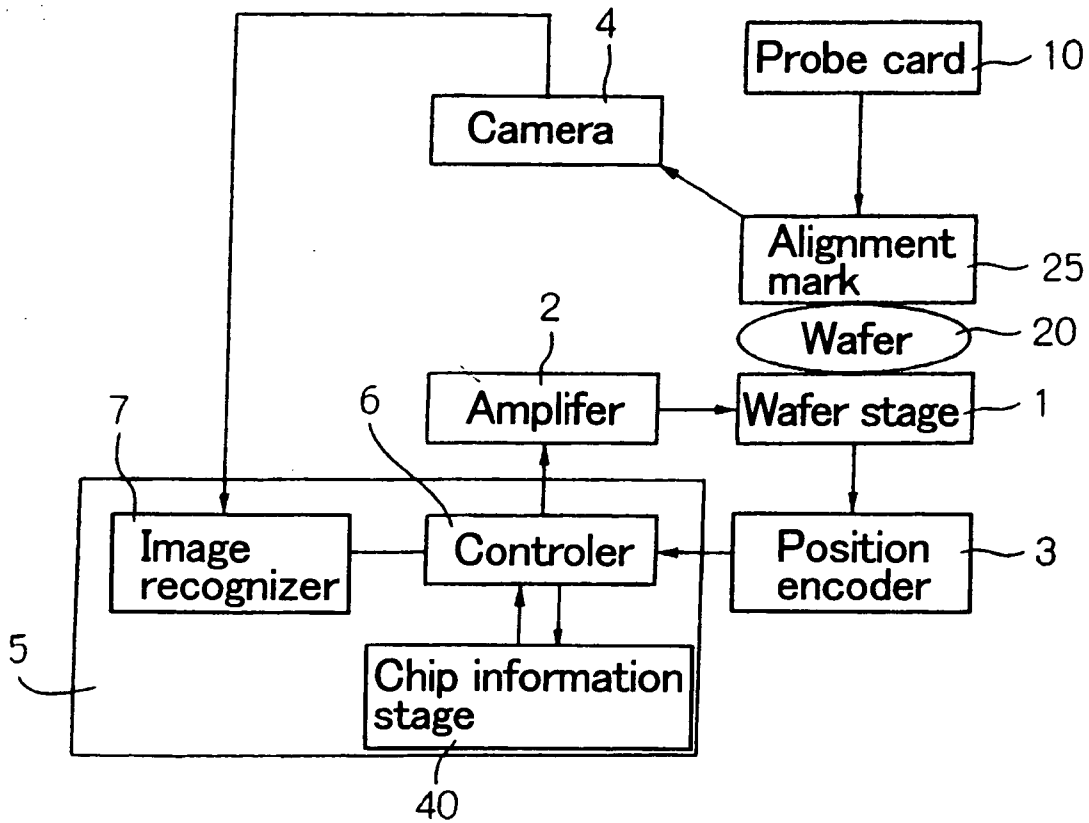 4
Probe card
10
Camera
Alignment
mark
25
2
Wafer
20
Amplifer
Wafer stage
1
7
6
Image
recognizer
Controler
Position
encoder
3
5
Chip information
stage
40